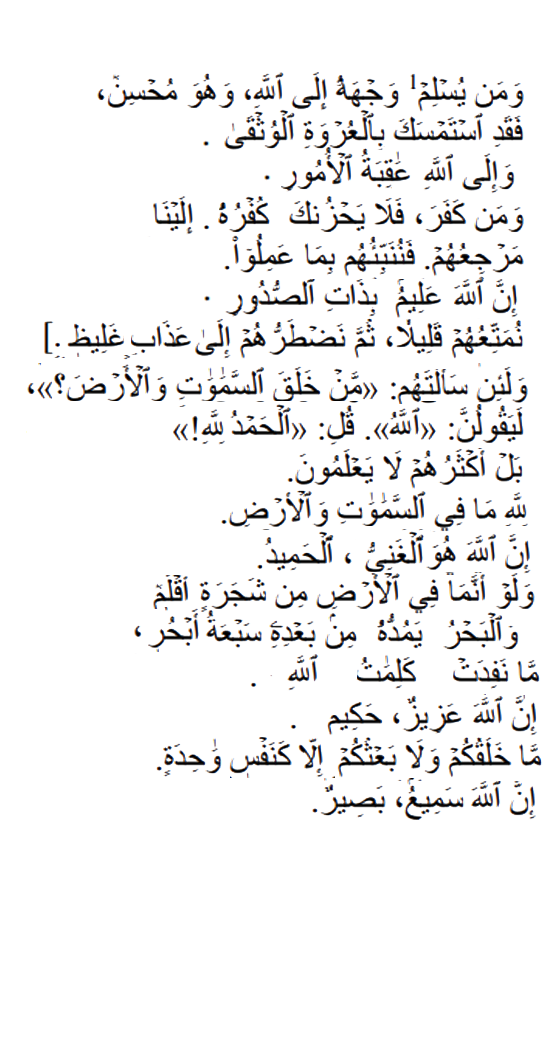 وَمَن يُسۡلِمۡ1 وَجۡهَهُۥٓ إِلَى ٱللَّهِ، وَهُوَ مُحۡسِنٞ،
فَقَدِ ٱسۡتَمۡسَكَ بِٱلۡعُرۡوَةِ ٱلۡوُثۡقَىٰ .
وَإِلَى ٱللَّهِ عَٰقِبَةُ ٱلۡأُمُورِ .
وَمَن كَفَرَ، فَلَا يَحۡزُنكَ كُفۡرُهُۥٓ . إِلَيۡنَا
مَرۡجِعُهُمۡ. فَنُنَبِّئُهُم بِمَا عَمِلُوٓاْ.
إِنَّ ٱللَّهَ عَلِيمُۢ بِذَاتِ ٱلصُّدُورِ .
نُمَتِّعُهُمۡ قَلِيلٗا، ثُمَّ نَضۡطَرُّهُمۡ إِلَىٰ عَذَابٍ غَلِيظٖ .]
وَلَئِن سَأَلۡتَهُم: «مَّنۡ خَلَقَ ٱلسَّمَٰوَٰتِ وَٱلۡأَرۡضَ؟»،
لَيَقُولُنَّ: «ٱللَّهُ». قُلِ: «ٱلۡحَمۡدُ لِلَّهِ!»
بَلۡ أَكۡثَرُهُمۡ لَا يَعۡلَمُونَ.
لِلَّهِ مَا فِي ٱلسَّمَٰوَٰتِ وَٱلۡأَرۡضِ.
إِنَّ ٱللَّهَ هُوَ ٱلۡغَنِيُّ ، ٱلۡحَمِيدُ.
وَلَوۡ أَنَّمَا فِي ٱلۡأَرۡضِ مِن شَجَرَةٍ أَقۡلَٰمٞ
وَٱلۡبَحۡرُ يَمُدُّهُۥ مِنۢ بَعۡدِهِۦ سَبۡعَةُ أَبۡحُرٖ ،
مَّا نَفِدَتۡ كَلِمَٰتُ ٱللَّهِ .
إِنَّ ٱللَّهَ عَزِيزٌ، حَكِيم .
مَّا خَلۡقُكُمۡ وَلَا بَعۡثُكُمۡ إِلَّا كَنَفۡسٖ وَٰحِدَةٍ.
إِنَّ ٱللَّهَ سَمِيعُۢ، بَصِيرٌ.